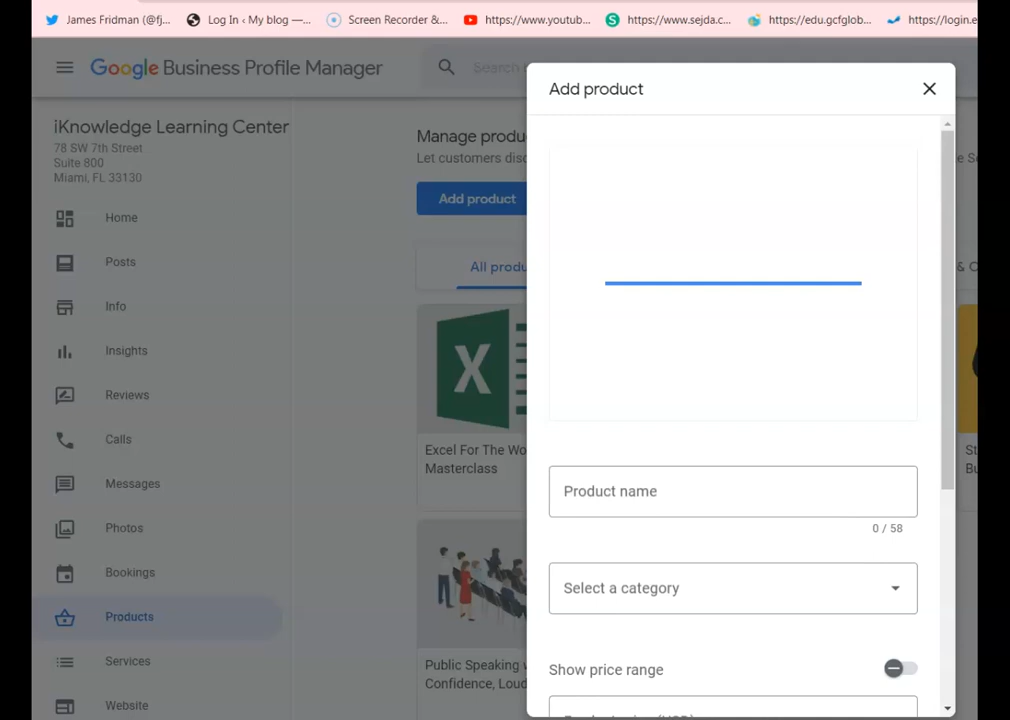 James Fridman (@fj...
Log In ‹ My blog —...
Screen Recorder &...
https://www.youtub...
https://www.sejda.c...
https://edu.gcfglob...
https://login.e
Google Business Profile Manager
Search
Add product
iKnowledge Learning Center
78 SW 7th Street
Suite 800
Miami, FL 33130
Home
Posts
Info
Insights
Reviews
Calls
Messages
Photos
Bookings
Products
Services
Website
Manage produ
Let customers disc
Add product
All produ
& C
X
Excel For The Wo
Masterclass
St
Bu
Public Speaking
Confidence, Loud
Product name
0 / 58
Select a category
Show price range